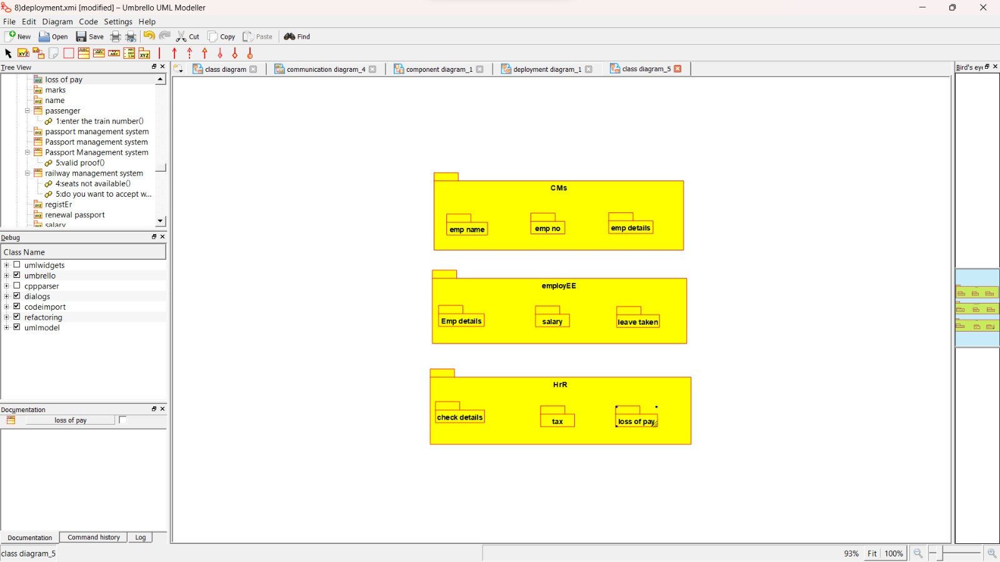 8)deployment.xmi [modified] – Umbrello UML Modeller
File Edit Diagram Code Settings Help
New Open Save Cut Copy Paste Find
Tree View
loss of pay
marks
name
passenger
1:enter the train number()
passport management system
Passport management system
Passport Management system
5:valid proof()
railway management system
4:seats not available()
5:do you want to accept w...
registEr
renewal passport
salary
Debug
Class Name
umlwidgets
umbrello
cppparser
dialogs
codeimport
refactoring
umlmodel
Documentation
loss of pay
Documentation Command history Log
class diagram communication diagram_4 component diagram_1 deployment diagram_1 class diagram_5
CMs
emp name emp no emp details
employEE
Emp details salary leave taken
HrR
check details tax loss of pay
Bird's eye
class diagram_5
93% Fit 100%